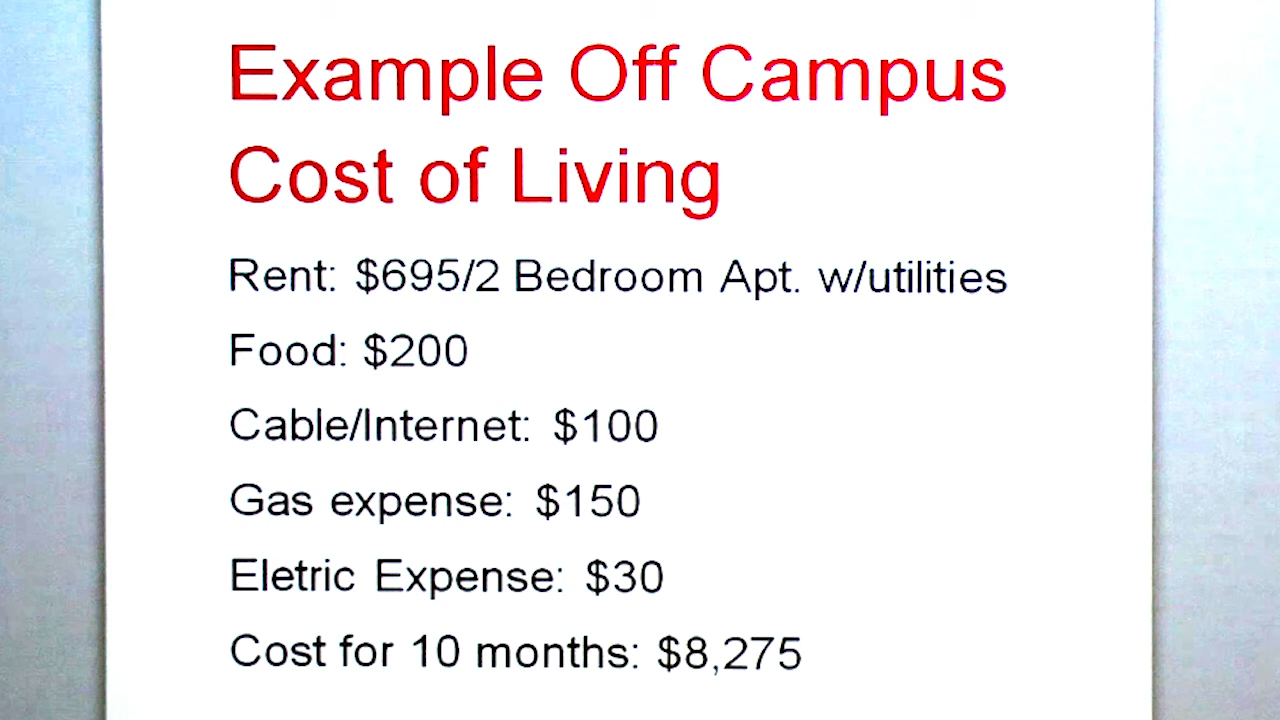 Example Off Campus
Cost of Living
Rent: $695/2 Bedroom Apt. w/utilities
Food: $200
Cable/Internet: $100
Gas expense: $150
Eletric Expense: $30
Cost for 10 months: $8,275